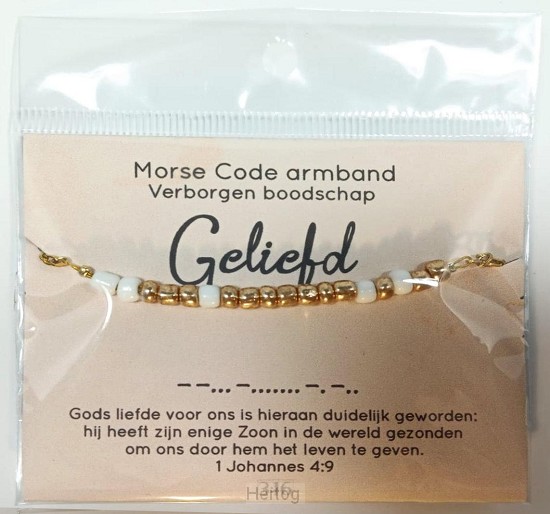 Morse Code armband
Verborgen boodschap
Geliefd
– –... –....... –. –..
Gods liefde voor ons is hieraan duidelijk geworden:
hij heeft zijn enige Zoon in de wereld gezonden
om ons door hem het leven te geven.
1 Johannes 4:9
Hertog